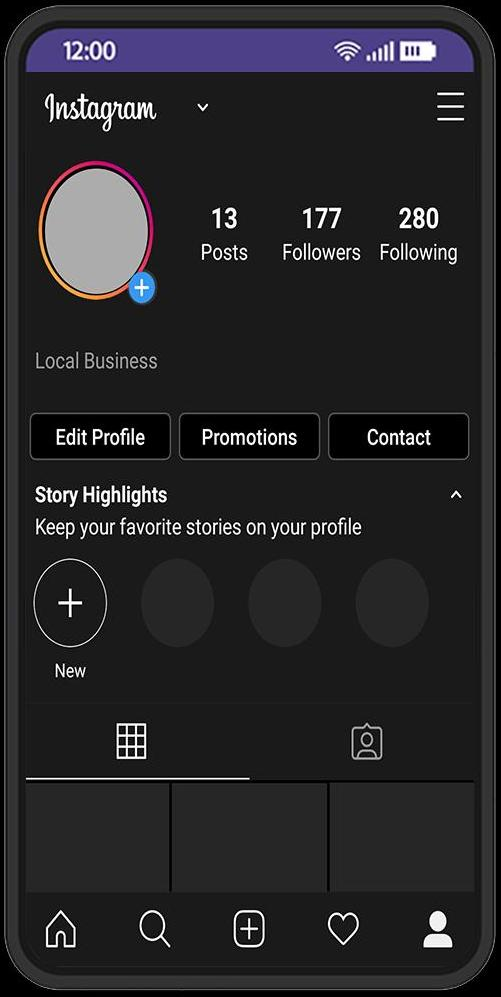 12:00
Instagram
13 177 280
Posts Followers Following
Local Business
Edit Profile Promotions Contact
Story Highlights
Keep your favorite stories on your profile
New